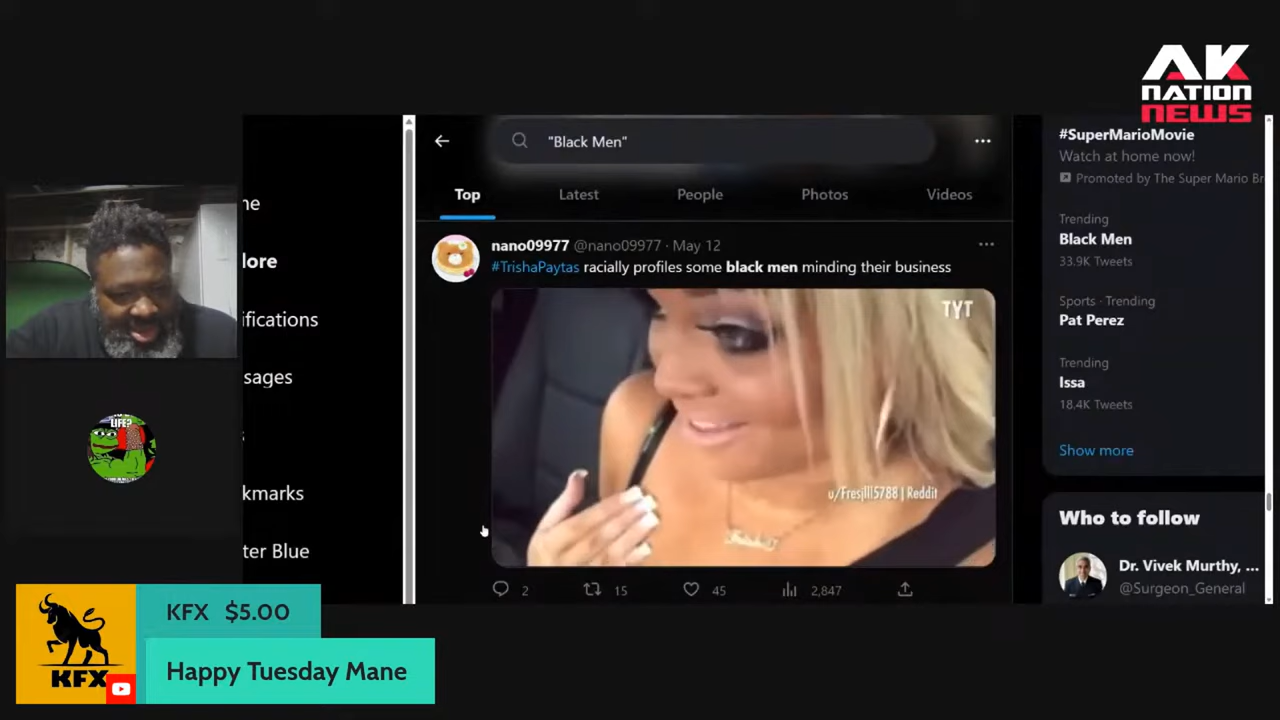 AK
NATION
NEWS
"Black Men"
Top Latest People Photos Videos
nano09977 @nano09977 · May 12
#TrishaPaytas racially profiles some black men minding their business
TYT
u/Fresjlll5788 | Reddit
2 15 45 2,847
he
lore
ifications
sages
kmarks
ter Blue
#SuperMarioMovie
Watch at home now!
Promoted by The Super Mario Br
Trending
Black Men
33.9K Tweets
Sports · Trending
Pat Perez
Trending
Issa
18.4K Tweets
Show more
Who to follow
Dr. Vivek Murthy, ...
@Surgeon_General
LIFE?
KFX
KFX $5.00
Happy Tuesday Mane